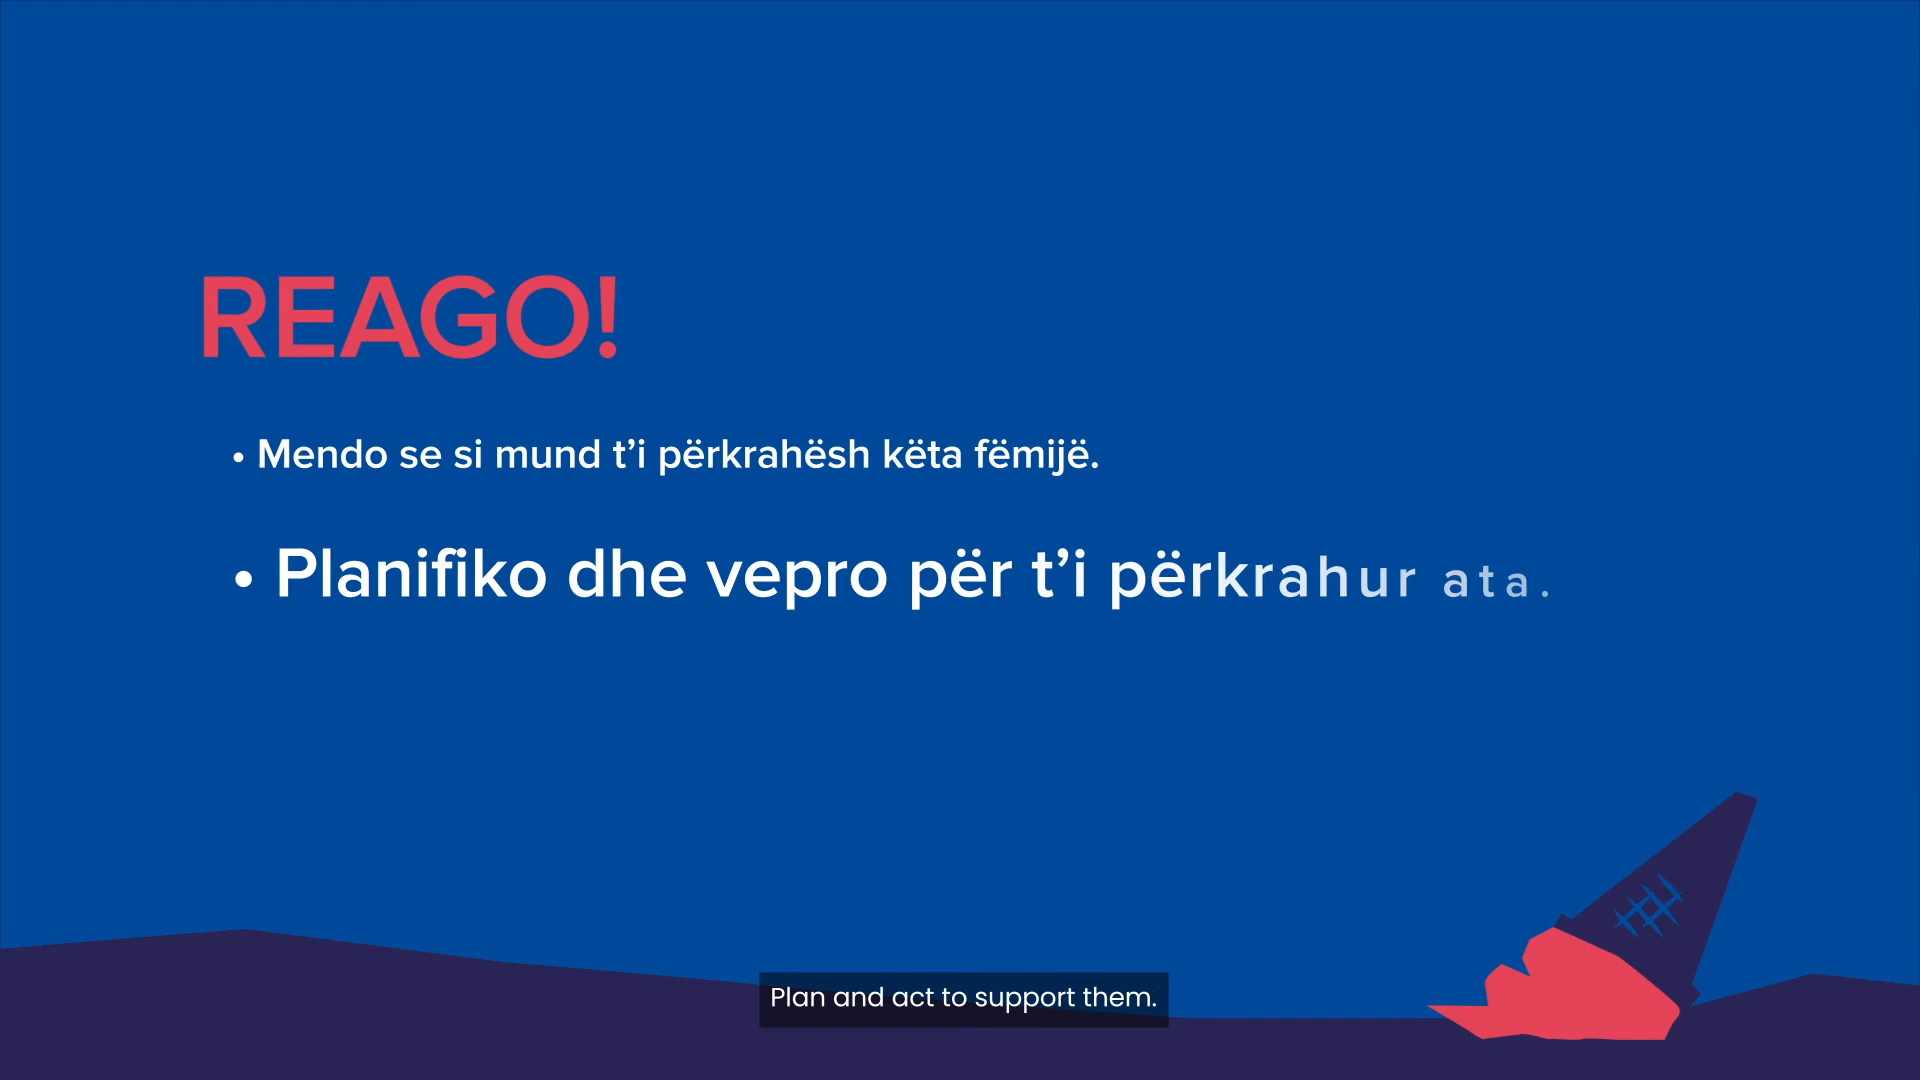 REAGO!
• Mendo se si mund t’i përkrahësh këta fëmijë.
• Planifiko dhe vepro për t’i përkrahur ata.
Plan and act to support them.